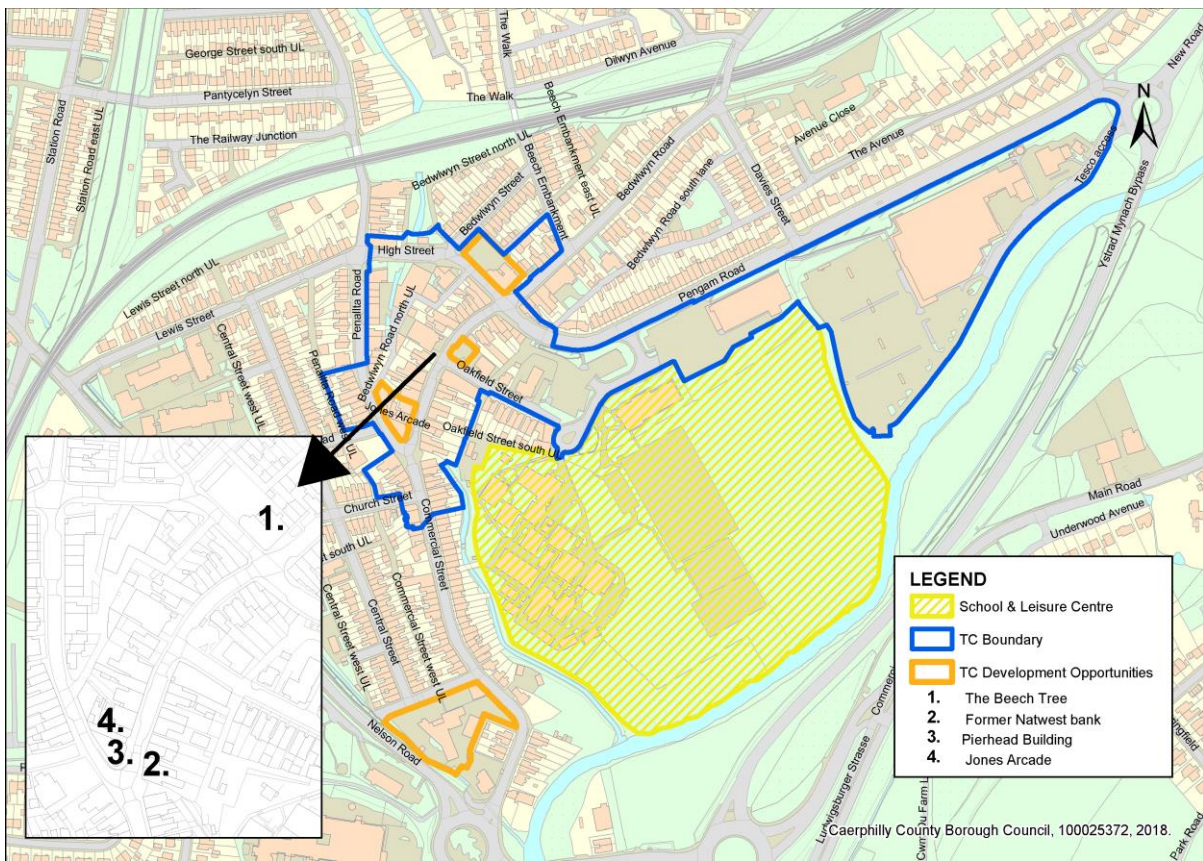 The Walk
Dilwyn Avenue
New Road
George Street south UL
Pantycelyn Street
The Walk
Station Road
Station Road east UL
The Railway Junction
Beech Embankment east UL
Beech Embankment
Bedwlwyn Street north UL
Bedwlwyn Street
Bedwlwyn Road
Avenue Close
The Avenue
N
Tesco access
Ystrad Mynach Bypass
Bedwlwyn Road south lane
Davies Street
High Street
Lewis Street north UL
Lewis Street
Penallta Road
Bedwlwyn Road north UL
Pengam Road
Central Street west UL
Penallta Road west UL
Oakfield Street
Jones Arcade
Oakfield Street south UL
Church Street
Commercial Street
Main Road
Underwood Avenue
1.
4.
3.
2.
Central Street west UL
Central Street
Commercial Street west UL
Nelson Road
Ludwigsburger Strasse
Park Road
LEGEND
School & Leisure Centre
TC Boundary
TC Development Opportunities
1. The Beech Tree
2. Former Natwest bank
3. Pierhead Building
4. Jones Arcade
Caerphilly County Borough Council, 100025372, 2018.